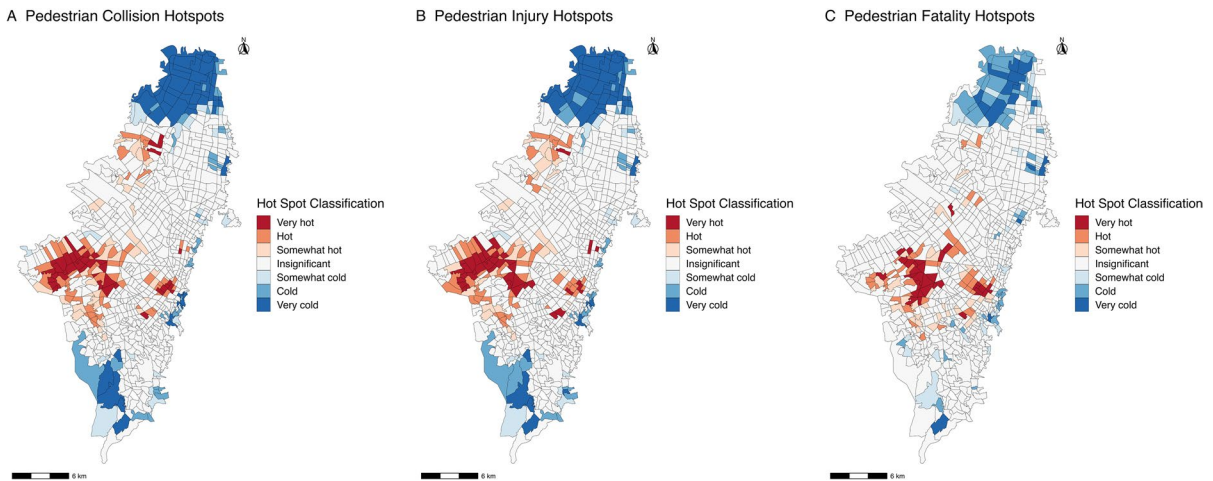 A Pedestrian Collision Hotspots
N
Hot Spot Classification
Very hot
Hot
Somewhat hot
Insignificant
Somewhat cold
Cold
Very cold
6 km
B Pedestrian Injury Hotspots
N
Hot Spot Classification
Very hot
Hot
Somewhat hot
Insignificant
Somewhat cold
Cold
Very cold
6 km
C Pedestrian Fatality Hotspots
N
Hot Spot Classification
Very hot
Hot
Somewhat hot
Insignificant
Somewhat cold
Cold
Very cold
6 km